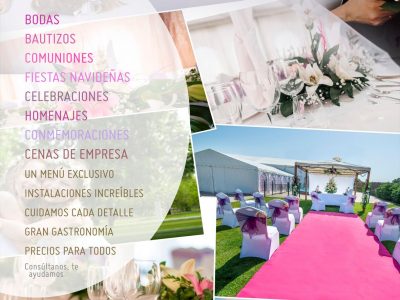 BODAS
BAUTIZOS
COMUNIONES
FIESTAS NAVIDEÑAS
CELEBRACIONES
HOMENAJES
CONMEMORACIONES
CENAS DE EMPRESA
UN MENÚ EXCLUSIVO
INSTALACIONES INCREÍBLES
CUIDAMOS CADA DETALLE
GRAN GASTRONOMÍA
PRECIOS PARA TODOS
Consúltanos, te
ayudamos